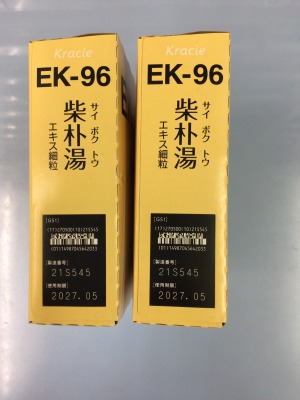 Kracie
EK-96
サイ ボク トウ
柴朴湯
エキス細粒
[GS1]
[製造番号]
21S545
[使用期限]
2027.05
Kracie
EK-96
サイ ボク トウ
柴朴湯
エキス細粒
[GS1]
[製造番号]
21S545
[使用期限]
2027.05